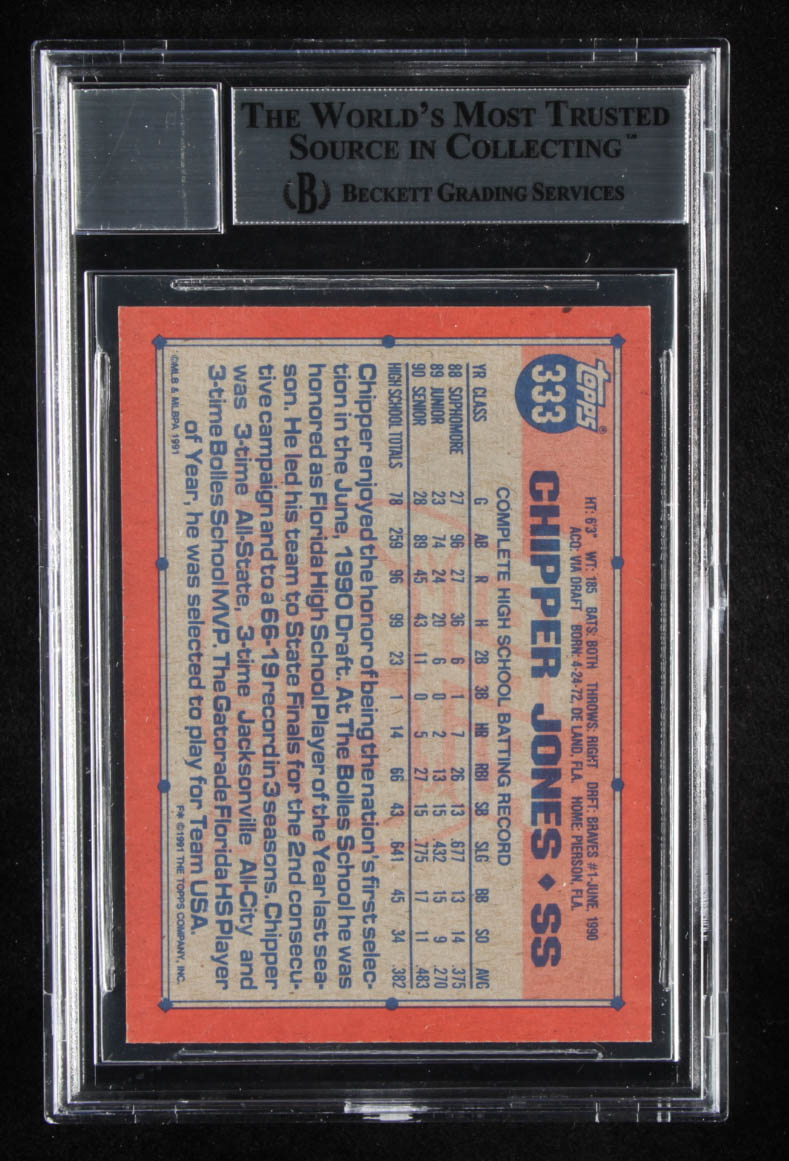 THE WORLD'S MOST TRUSTED
SOURCE IN COLLECTING™
B BECKETT GRADING SERVICES
topps®
333
HT: 6'3" WT: 185 BATS: BOTH THROWS: RIGHT DRFT: BRAVES #1-JUNE, 1990
ACQ: VIA DRAFT BORN: 4-24-72, DE LAND, FLA. HOME: PIERSON, FLA.
CHIPPER JONES ♦ SS
COMPLETE HIGH SCHOOL BATTING RECORD
YR CLASS G AB R H 2B 3B HR RBI SB SLG BB SO AVG
88 SOPHOMORE 27 96 27 36 6 1 7 26 13 .677 13 14 .375
89 JUNIOR 23 74 24 20 6 0 2 13 15 .432 15 9 .270
90 SENIOR 28 89 45 43 11 0 5 27 15 .775 17 11 .483
HIGH SCHOOL TOTALS 78 259 96 99 23 1 14 66 43 .641 45 34 .382
Chipper enjoyed the honor of being the nation's first selec-
tion in the June, 1990 Draft. At The Bolles School he was
honored as Florida High School Player of the Year last sea-
son. He led his team to State Finals for the 2nd consecu-
tive campaign and to a 66-19 record in 3 seasons. Chipper
was 3-time All-State, 3-time Jacksonville All-City and
3-time Bolles School MVP. The Gatorade Florida HS Player
of Year, he was selected to play for Team USA.
©MLB & MLBPA 1991
©1991 THE TOPPS COMPANY, INC.